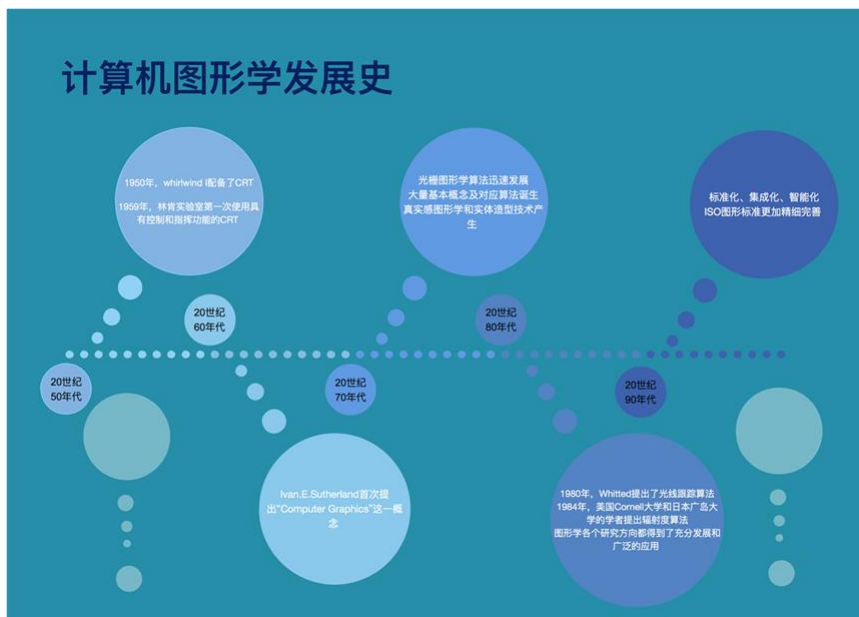 计算机图形学发展史
1950年，whirlwind I配备了CRT
1959年，林肯实验室第一次使用具
有控制和指挥功能的CRT
光栅图形学算法迅速发展
大量基本概念及对应算法诞生
真实感图形学和实体造型技术产
生
标准化、集成化、智能化
ISO图形标准更加精细完善
20世纪
60年代
20世纪
80年代
20世纪
50年代
20世纪
70年代
20世纪
90年代
Ivan.E.Sutherland首次提
出“Computer Graphics”这一概
念
1980年，Whitted提出了光线跟踪算法
1984年，美国Cornell大学和日本广岛大
学的学者提出辐射度算法
图形学各个研究方向都得到了充分发展和
广泛的应用